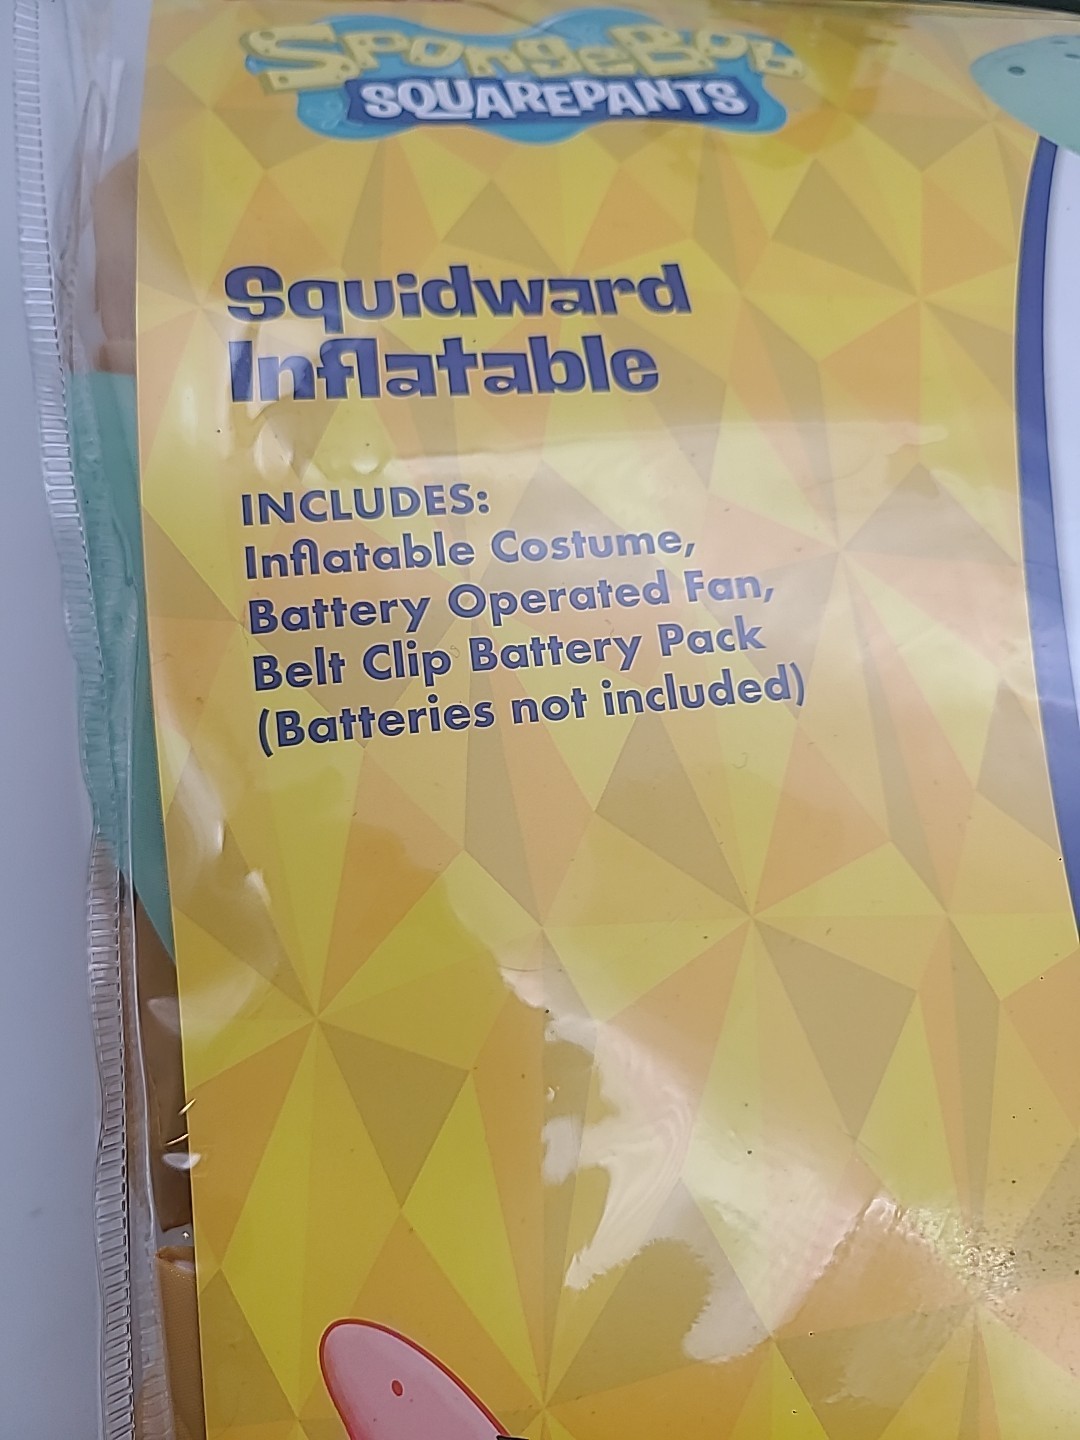 SpongeBob
SQUAREPANTS
Squidward
Inflatable
INCLUDES:
Inflatable Costume,
Battery Operated Fan,
Belt Clip Battery Pack
(Batteries not included)